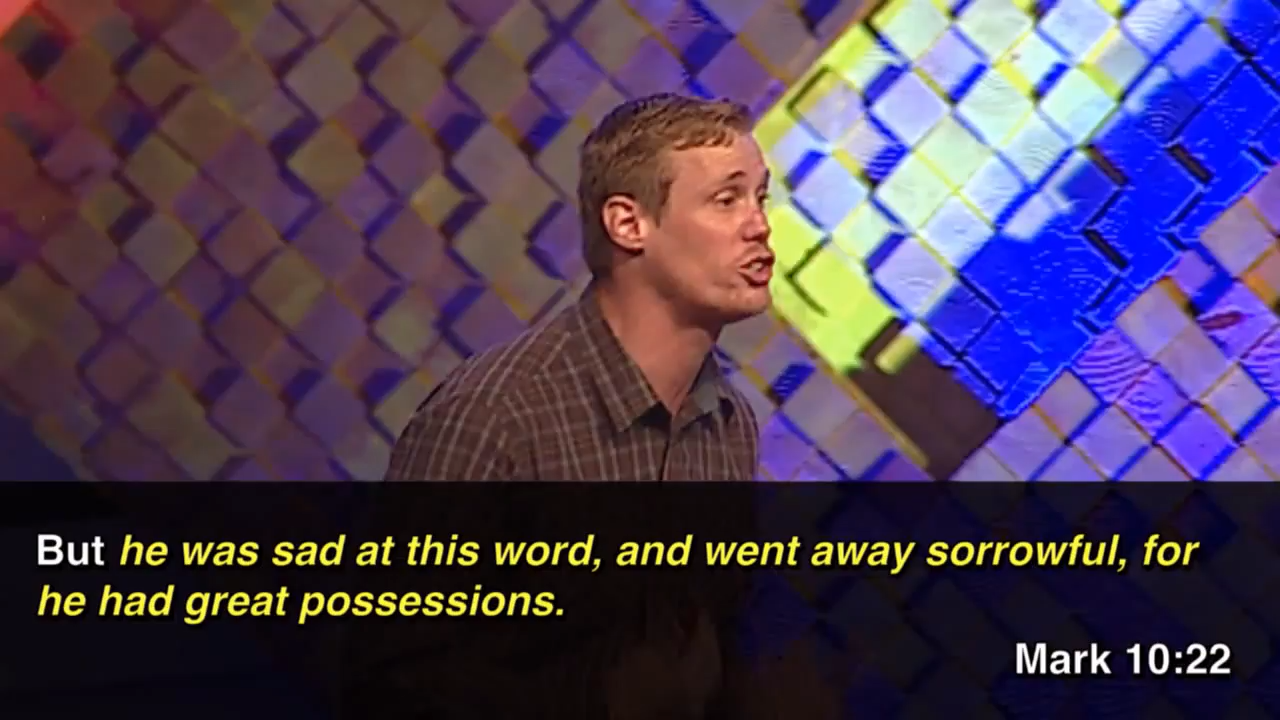 But he was sad at this word, and went away sorrowful, for
he had great possessions.
Mark 10:22